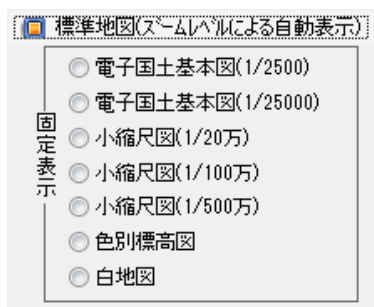 標準地図(ズームレベルによる自動表示)
固定表示
電子国土基本図(1/2500)
電子国土基本図(1/25000)
小縮尺図(1/20万)
小縮尺図(1/100万)
小縮尺図(1/500万)
色別標高図
白地図